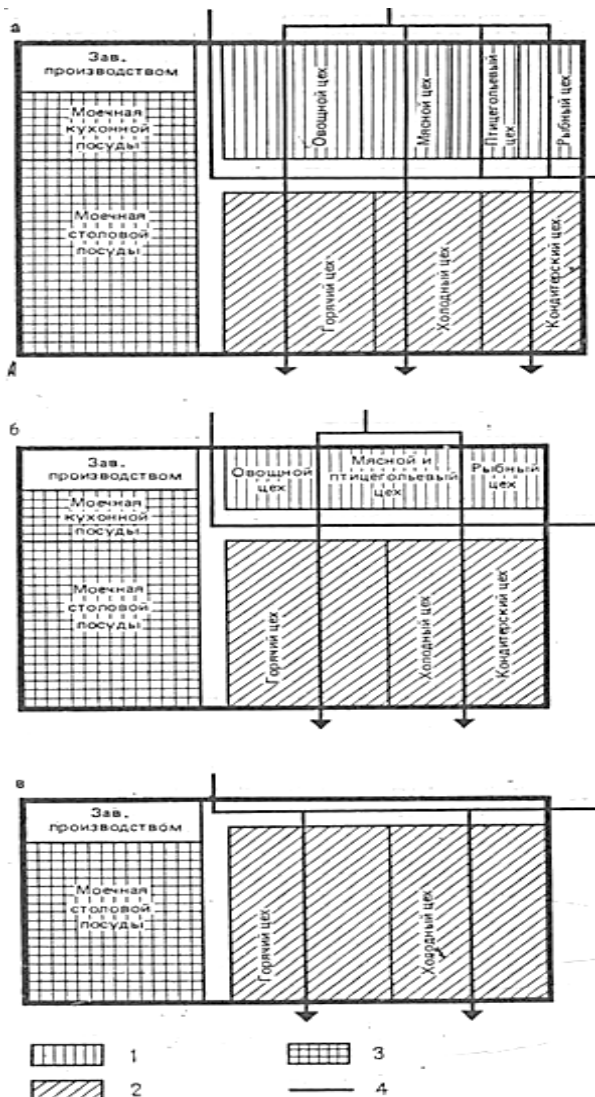 а
Зав.
производством
Моечная
кухонной
посуды
Моечная
столовой
посуды
Овощной цех
Мясной цех
Птицегольевый
цех
Рыбный цех
Горячий цех
Холодный цех
Кондитерский цех
А
б
Зав.
производством
Моечная
кухонной
посуды
Моечная
столовой
посуды
Овощной
цех
Мясной и
птицегольевый
цех
Рыбный
цех
Горячий цех
Холодный цех
Кондитерский цех
в
Зав.
производством
Моечная
столовой
посуды
Горячий цех
Холодный цех
1
3
2
4